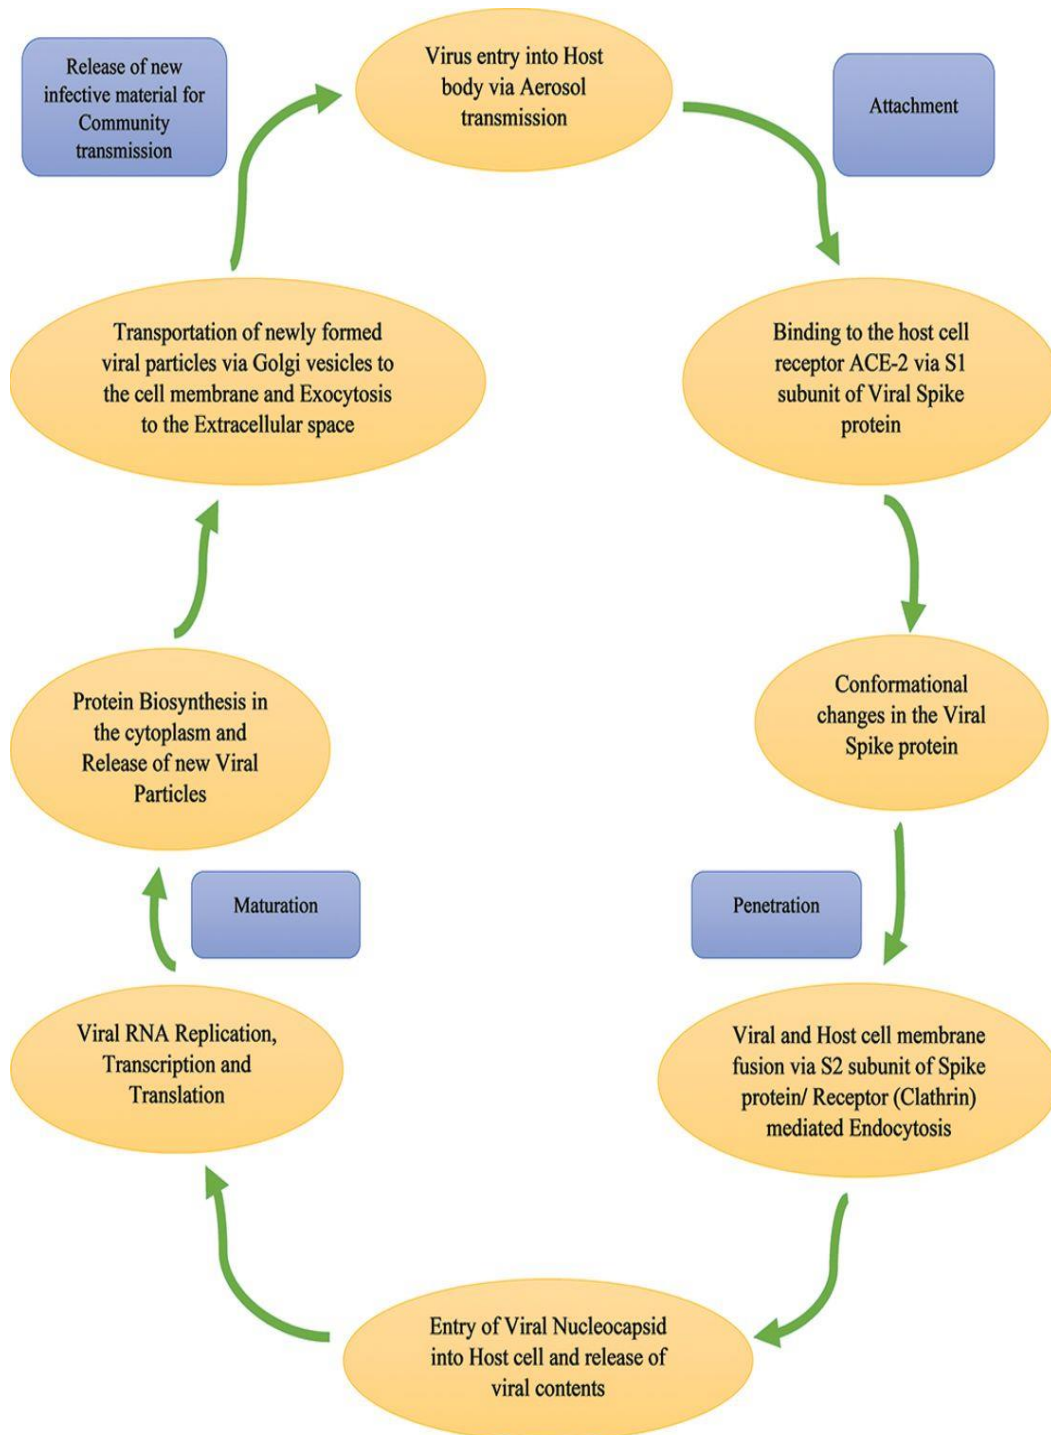 Release of new
infective material for
Community
transmission
Virus entry into Host
body via Aerosol
transmission
Attachment
Transportation of newly formed
viral particles via Golgi vesicles to
the cell membrane and Exocytosis
to the Extracellular space
Binding to the host cell
receptor ACE-2 via S1
subunit of Viral Spike
protein
Protein Biosynthesis in
the cytoplasm and
Release of new Viral
Particles
Conformational
changes in the Viral
Spike protein
Maturation
Penetration
Viral RNA Replication,
Transcription and
Translation
Viral and Host cell membrane
fusion via S2 subunit of Spike
protein/ Receptor (Clathrin)
mediated Endocytosis
Entry of Viral Nucleocapsid
into Host cell and release of
viral contents